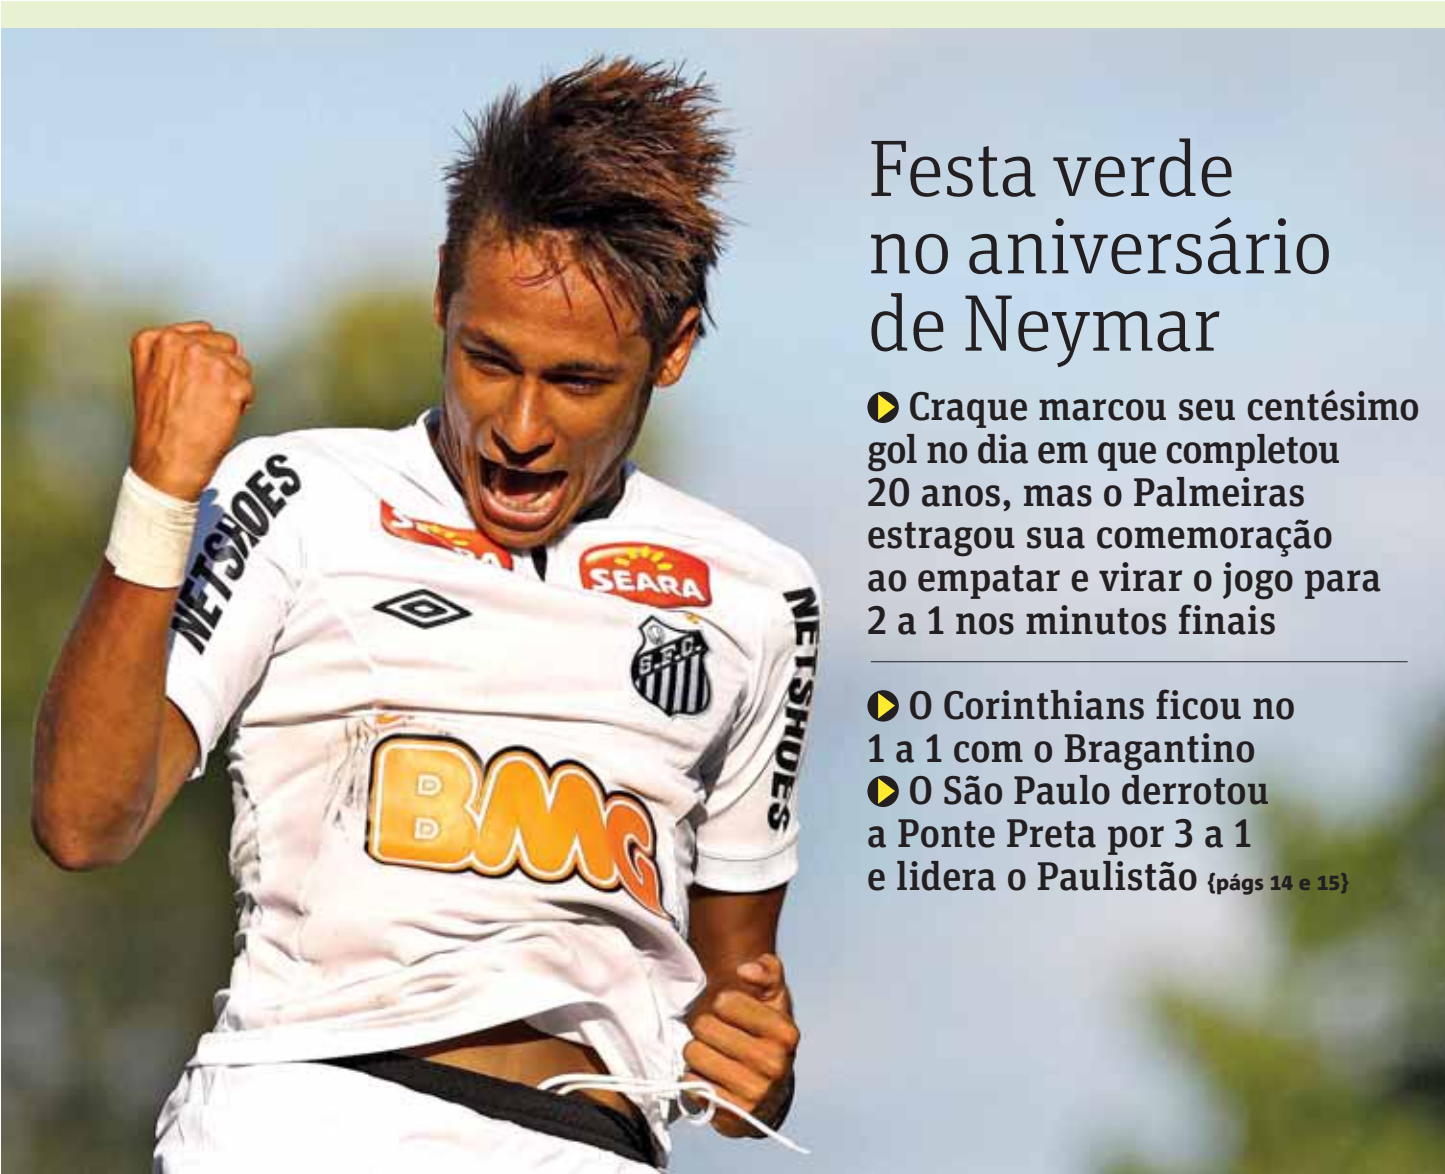 Festa verde
no aniversário
de Neymar
Craque marcou seu centésimo
gol no dia em que completou
20 anos, mas o Palmeiras
estragou sua comemoração
ao empatar e virar o jogo para
2 a 1 nos minutos finais
O Corinthians ficou no
1 a 1 com o Bragantino
O São Paulo derrotou
a Ponte Preta por 3 a 1
e lidera o Paulistão {págs 14 e 15}
NETSHOES
SEARA
NETSHOES
S.F.C.
BMG